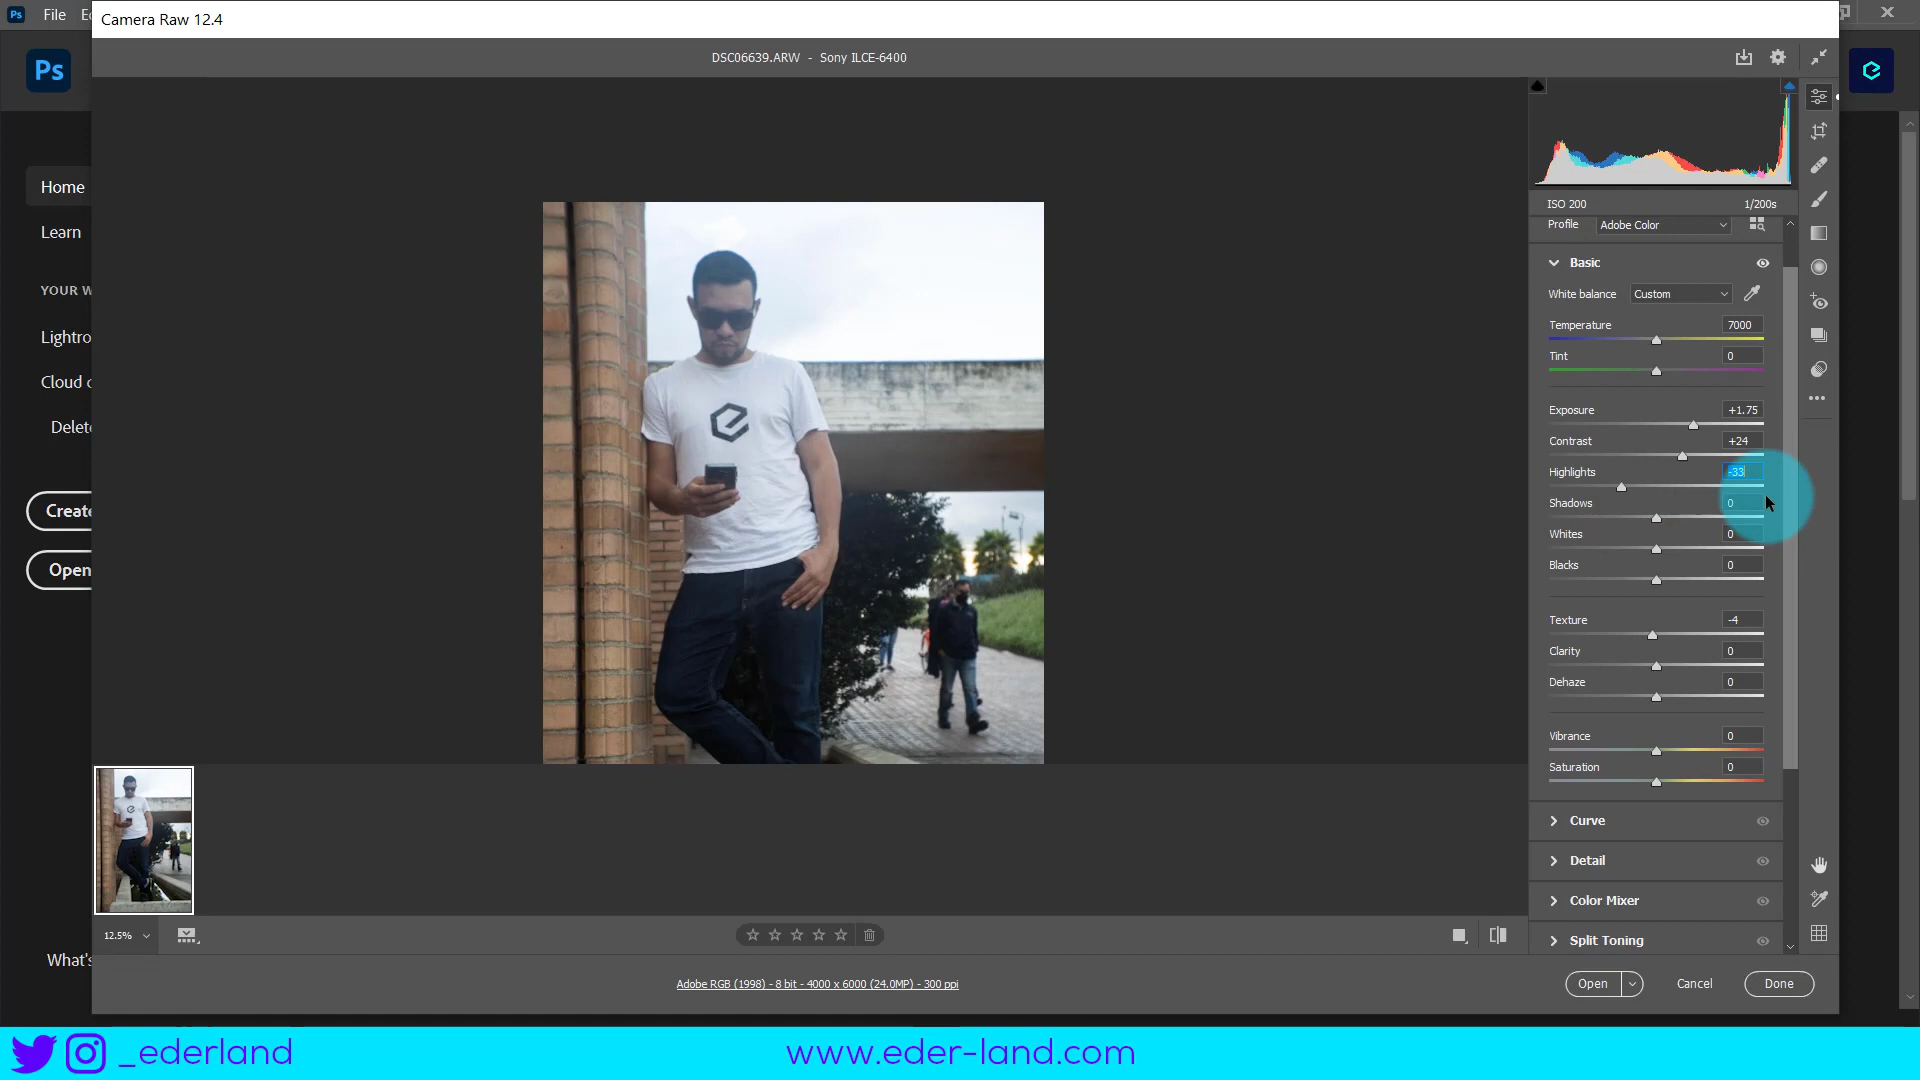 Ps File E
Camera Raw 12.4
DSC06639.ARW - Sony ILCE-6400
Ps
Home
Learn
YOUR W
Lightro
Cloud d
Delete
Create
Open
What's
ISO 200 1/200s
Profile Adobe Color
Basic
White balance Custom
Temperature 7000
Tint 0
Exposure +1.75
Contrast +24
Highlights -33
Shadows 0
Whites 0
Blacks 0
Texture -4
Clarity 0
Dehaze 0
Vibrance 0
Saturation 0
Curve
Detail
Color Mixer
Split Toning
12.5%
Adobe RGB (1998) - 8 bit - 4000 x 6000 (24.0MP) - 300 ppi
Open Cancel Done
_ederland www.eder-land.com